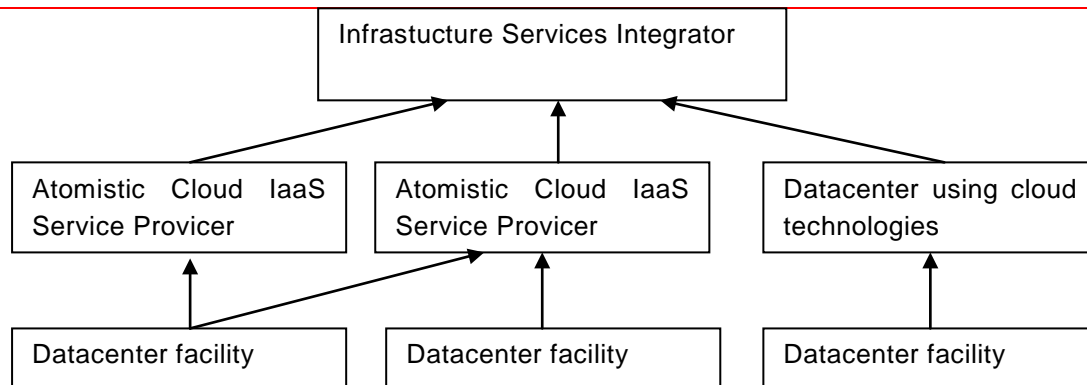 Infrastucture Services Integrator
Atomistic Cloud IaaS
Service Provicer
Atomistic Cloud IaaS
Service Provicer
Datacenter using cloud
technologies
Datacenter facility
Datacenter facility
Datacenter facility